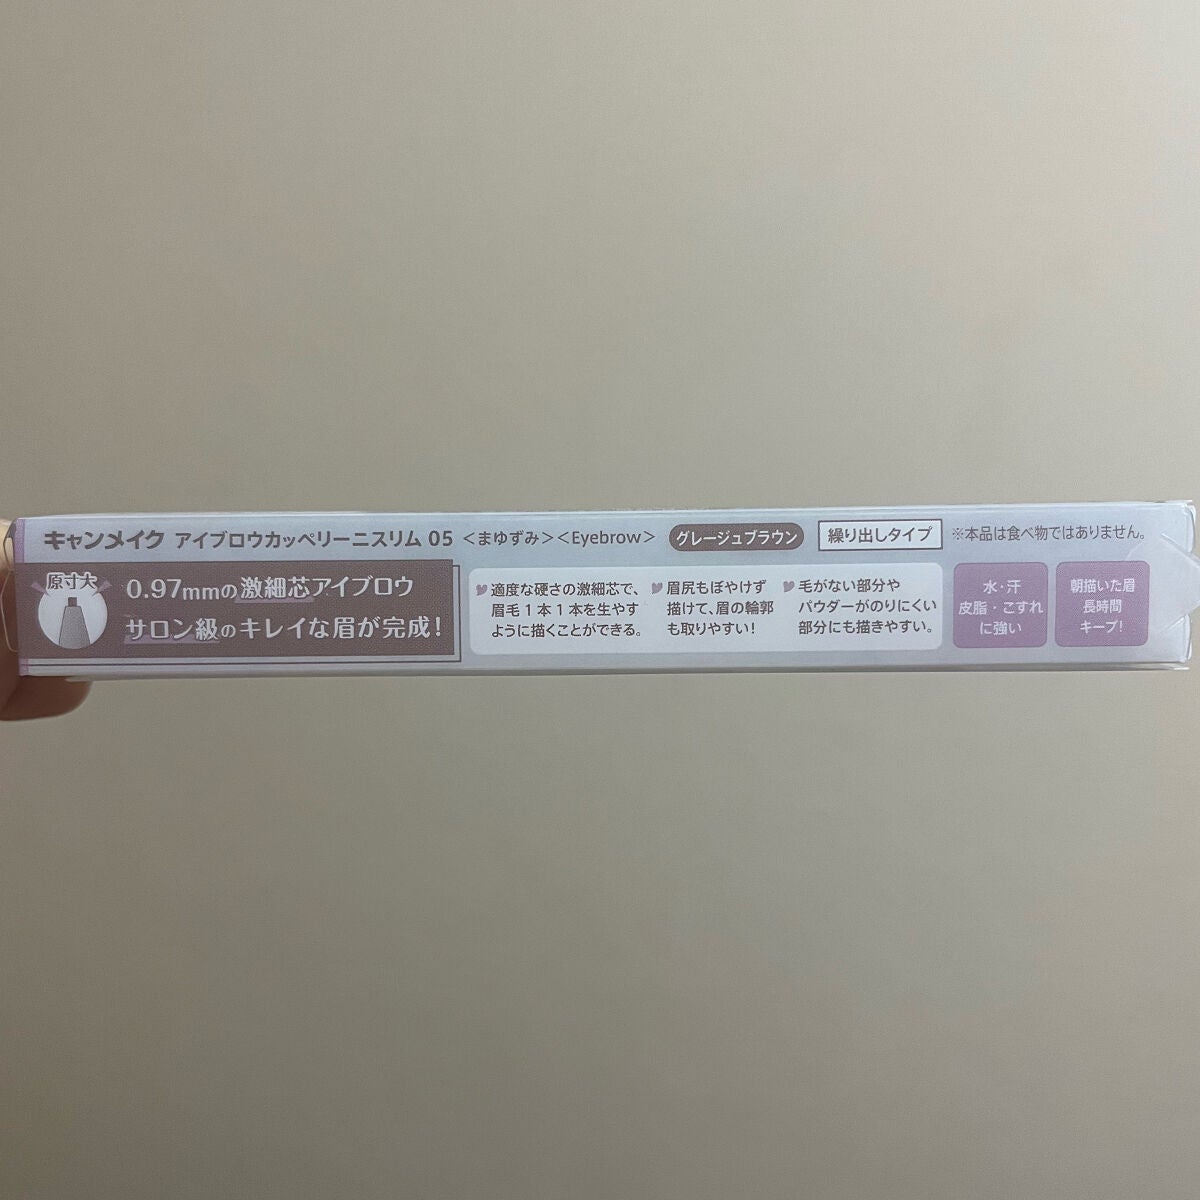 キャンメイク アイブロウカッペリーニスリム 05 <まゆずみ><Eyebrow> グレージュブラウン 繰り出しタイプ ※本品は食べ物ではありません。
原寸大
0.97mmの激細芯アイブロウ
サロン級のキレイな眉が完成!
適度な硬さの激細芯で、
眉毛1本1本を生やす
ように描くことができる。
眉尻もぼやけず
描けて、眉の輪郭
も取りやすい!
毛がない部分や
パウダーがのりにくい
部分にも描きやすい。
水・汗
皮脂・こすれ
に強い
朝描いた眉
長時間
キープ!